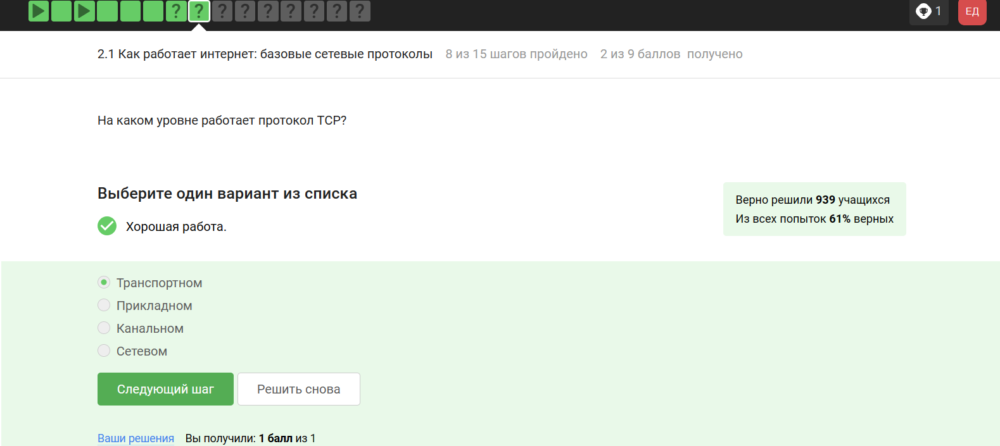 ? ? ? ? ? ? ? ? ? 1 ЕД
2.1 Как работает интернет: базовые сетевые протоколы 8 из 15 шагов пройдено 2 из 9 баллов получено
На каком уровне работает протокол TCP?
Выберите один вариант из списка
Хорошая работа.
Верно решили 939 учащихся
Из всех попыток 61% верных
Транспортном
Прикладном
Канальном
Сетевом
Следующий шаг Решить снова
Ваши решения Вы получили: 1 балл из 1